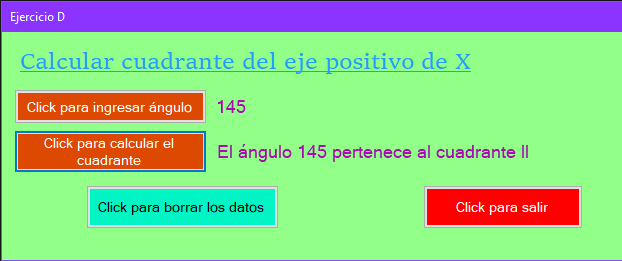 Ejercicio D
Calcular cuadrante del eje positivo de X
Click para ingresar ángulo
145
Click para calcular el
cuadrante
El ángulo 145 pertenece al cuadrante II
Click para borrar los datos
Click para salir